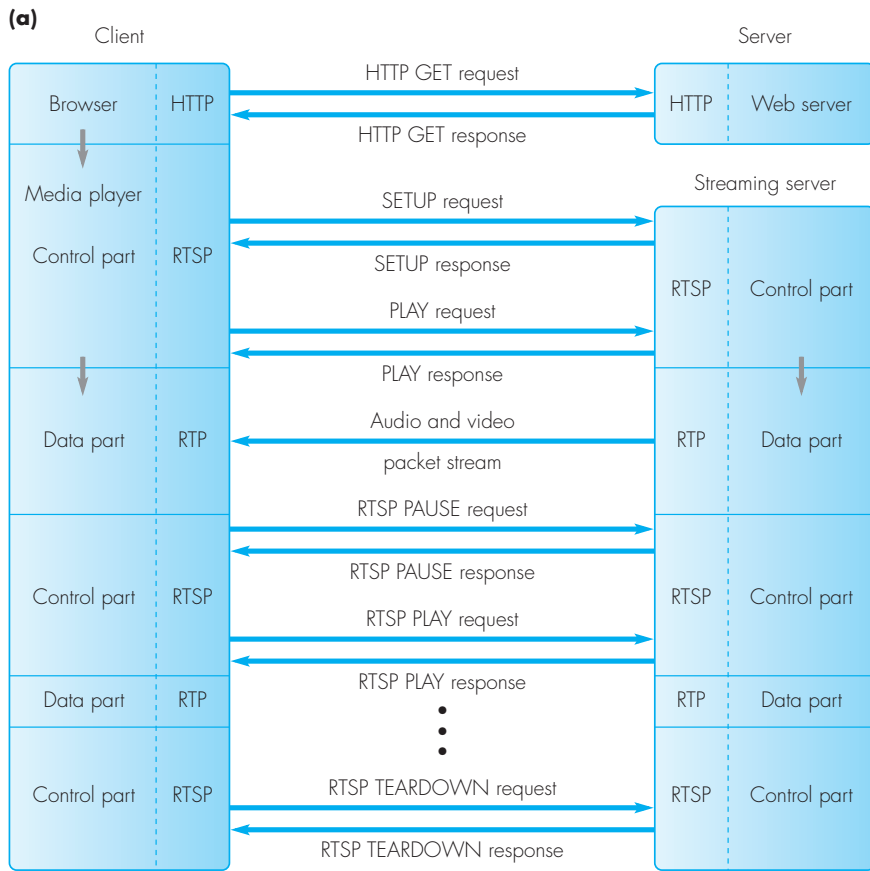 (a)
Client
Server
HTTP GET request
Browser
HTTP
HTTP
Web server
HTTP GET response
Media player
Streaming server
SETUP request
Control part
RTSP
SETUP response
RTSP
Control part
PLAY request
PLAY response
Audio and video
Data part
RTP
RTP
Data part
packet stream
RTSP PAUSE request
RTSP PAUSE response
Control part
RTSP
RTSP
Control part
RTSP PLAY request
RTSP PLAY response
Data part
RTP
RTP
Data part
RTSP TEARDOWN request
Control part
RTSP
RTSP
Control part
RTSP TEARDOWN response